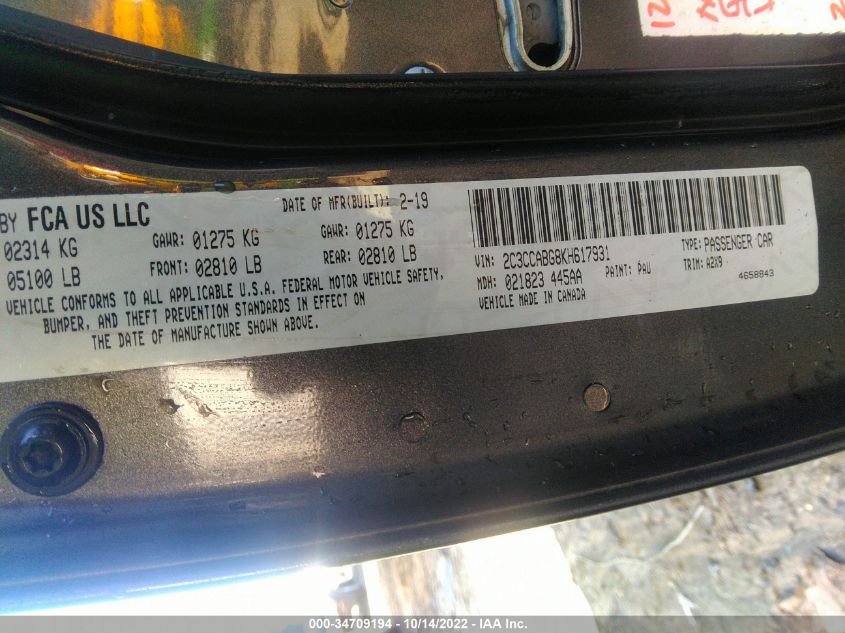 BY FCA US LLC
DATE OF MFR(BUILT): 2-19
02314 KG GAWR: 01275 KG GAWR: 01275 KG
05100 LB FRONT: 02810 LB REAR: 02810 LB
VEHICLE CONFORMS TO ALL APPLICABLE U.S.A. FEDERAL MOTOR VEHICLE SAFETY,
BUMPER, AND THEFT PREVENTION STANDARDS IN EFFECT ON
THE DATE OF MANUFACTURE SHOWN ABOVE.
VIN: 2C3CCABG8KH617931 TYPE: PASSENGER CAR
MDH: 021823 445AA PAINT: PAU TRIM: A2X9
VEHICLE MADE IN CANADA 4658843
000-34709194 - 10/14/2022 - IAA Inc.